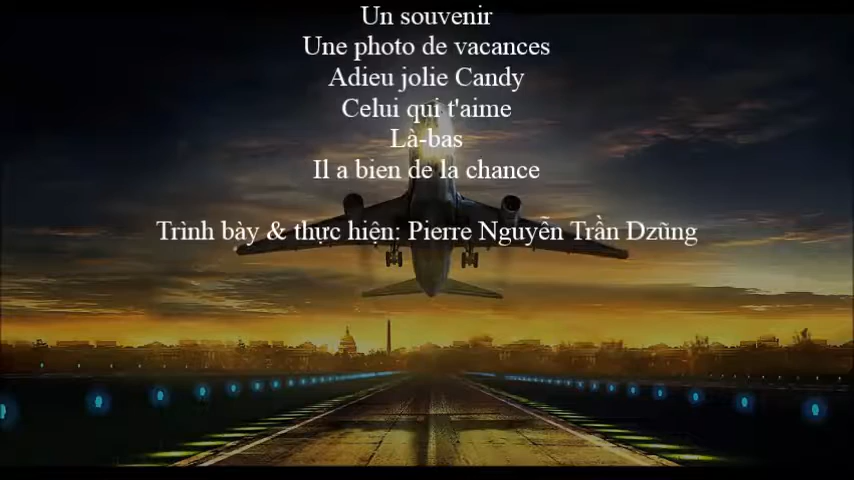 Un souvenir
Une photo de vacances
Adieu jolie Candy
Celui qui t'aime
Là-bas
Il a bien de la chance
Trình bày & thực hiện: Pierre Nguyễn Trần Dzũng